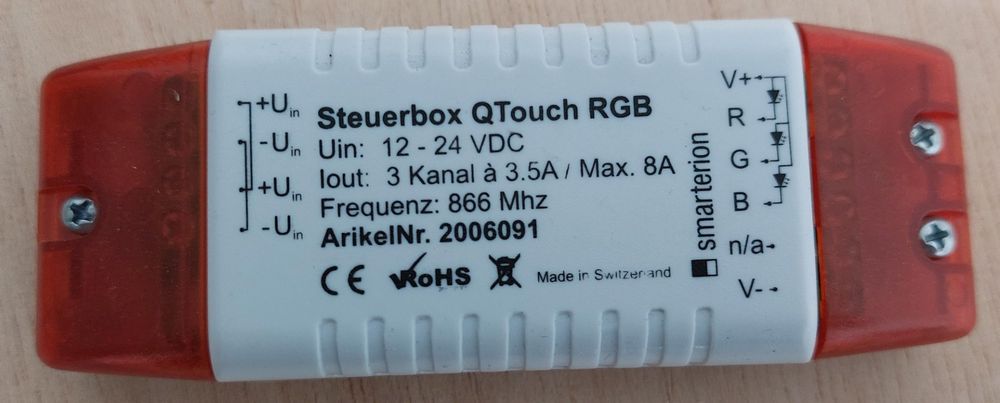 +Uin
-Uin
+Uin
-Uin
Steuerbox QTouch RGB
Uin: 12 - 24 VDC
Iout: 3 Kanal à 3.5A / Max. 8A
Frequenz: 866 Mhz
ArikelNr. 2006091
CE RoHS Made in Switzerland
smarterion
V+
R
G
B
n/a
V-